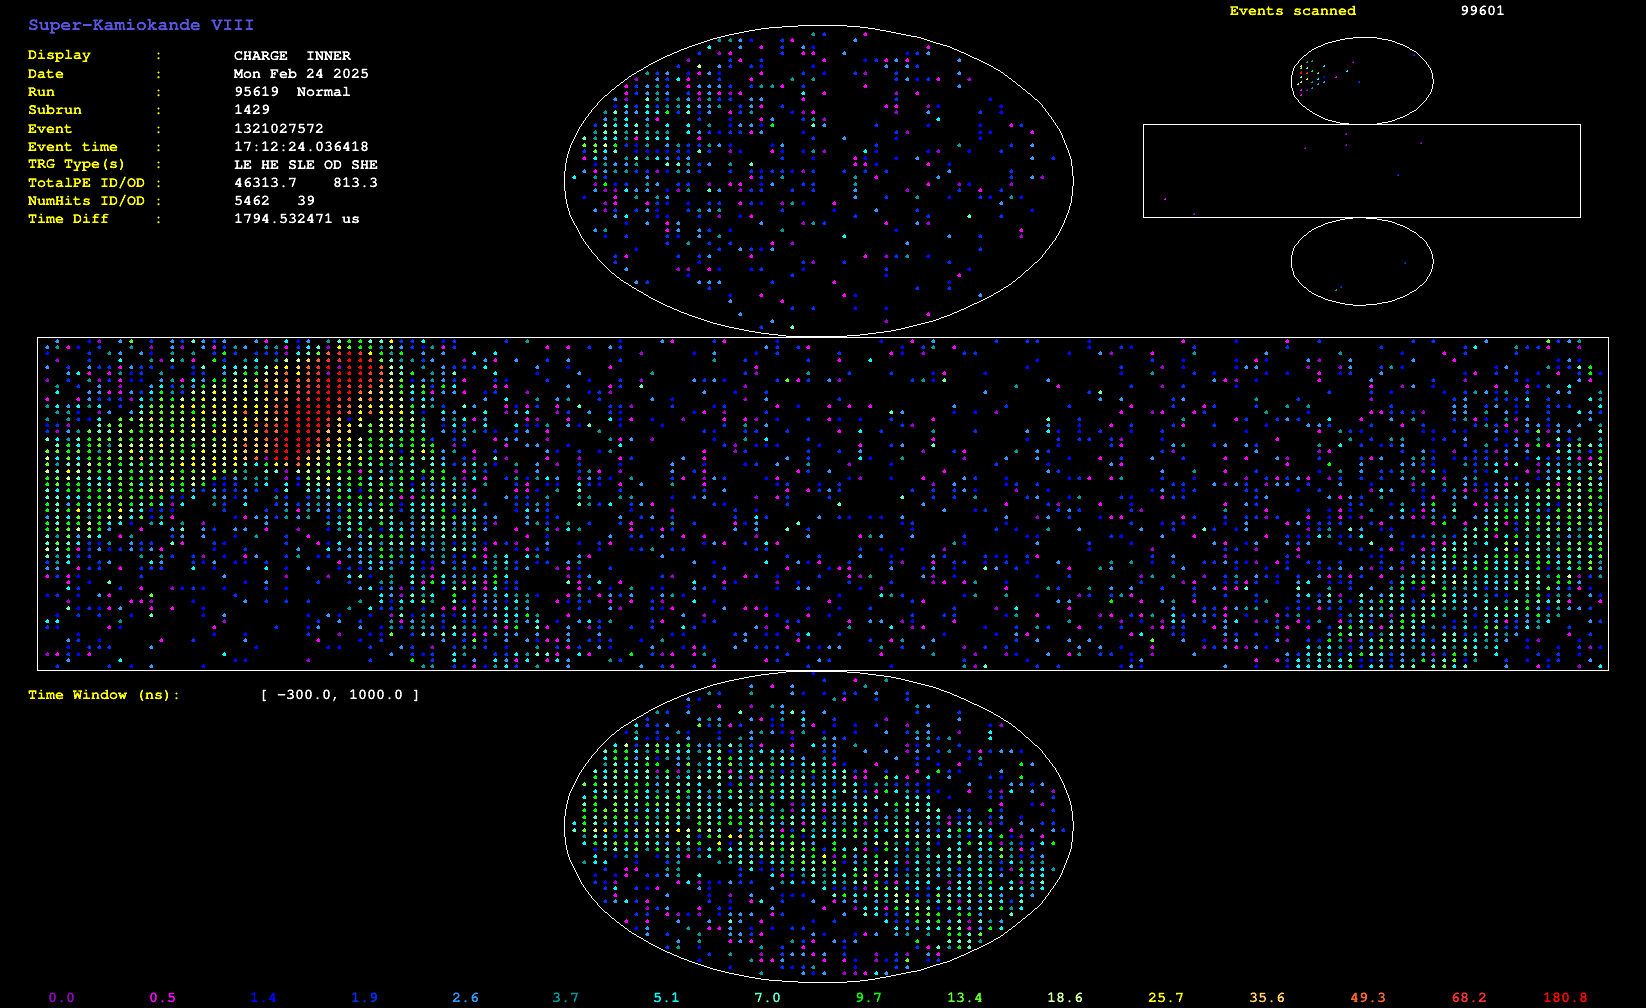 Super-Kamiokande VIII
Events scanned 99601
Display : CHARGE INNER
Date : Mon Feb 24 2025
Run : 95619 Normal
Subrun : 1429
Event : 1321027572
Event time : 17:12:24.036418
TRG Type(s) : LE HE SLE OD SHE
TotalPE ID/OD : 46313.7 813.3
NumHits ID/OD : 5462 39
Time Diff : 1794.532471 us
Time Window (ns): [ -300.0, 1000.0 ]
0.0 0.5 1.4 1.9 2.6 3.7 5.1 7.0 9.7 13.4 18.6 25.7 35.6 49.3 68.2 180.8